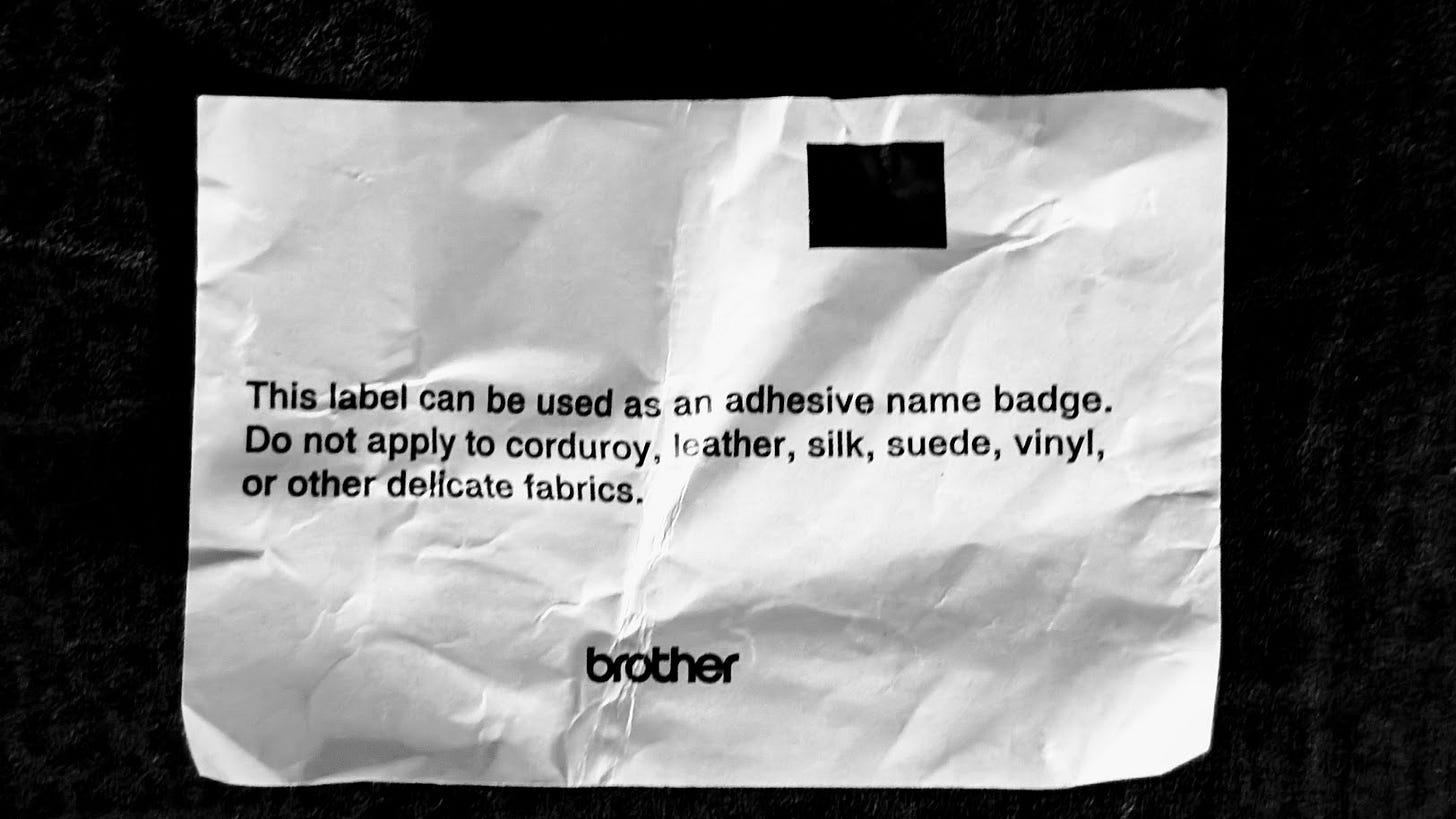 This label can be used as an adhesive name badge.
Do not apply to corduroy, leather, silk, suede, vinyl,
or other delicate fabrics.
brother